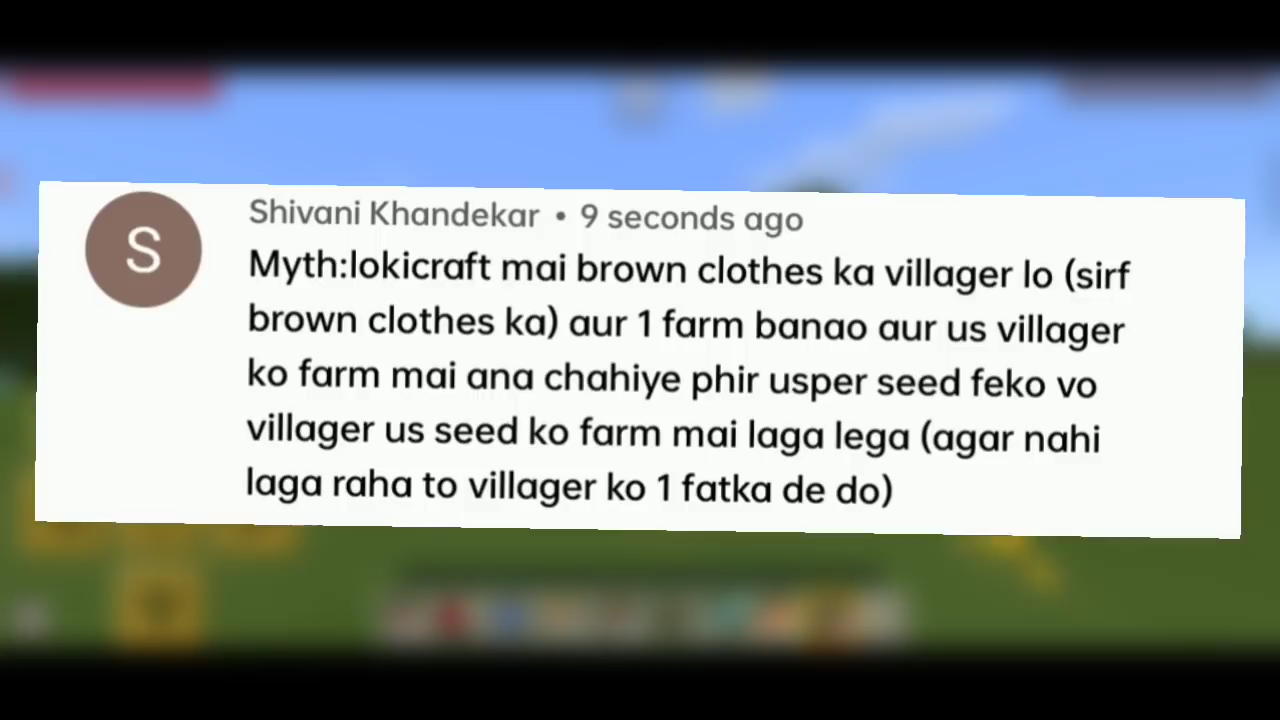 S
Shivani Khandekar • 9 seconds ago
Myth:lokicraft mai brown clothes ka villager lo (sirf
brown clothes ka) aur 1 farm banao aur us villager
ko farm mai ana chahiye phir usper seed feko vo
villager us seed ko farm mai laga lega (agar nahi
laga raha to villager ko 1 fatka de do)